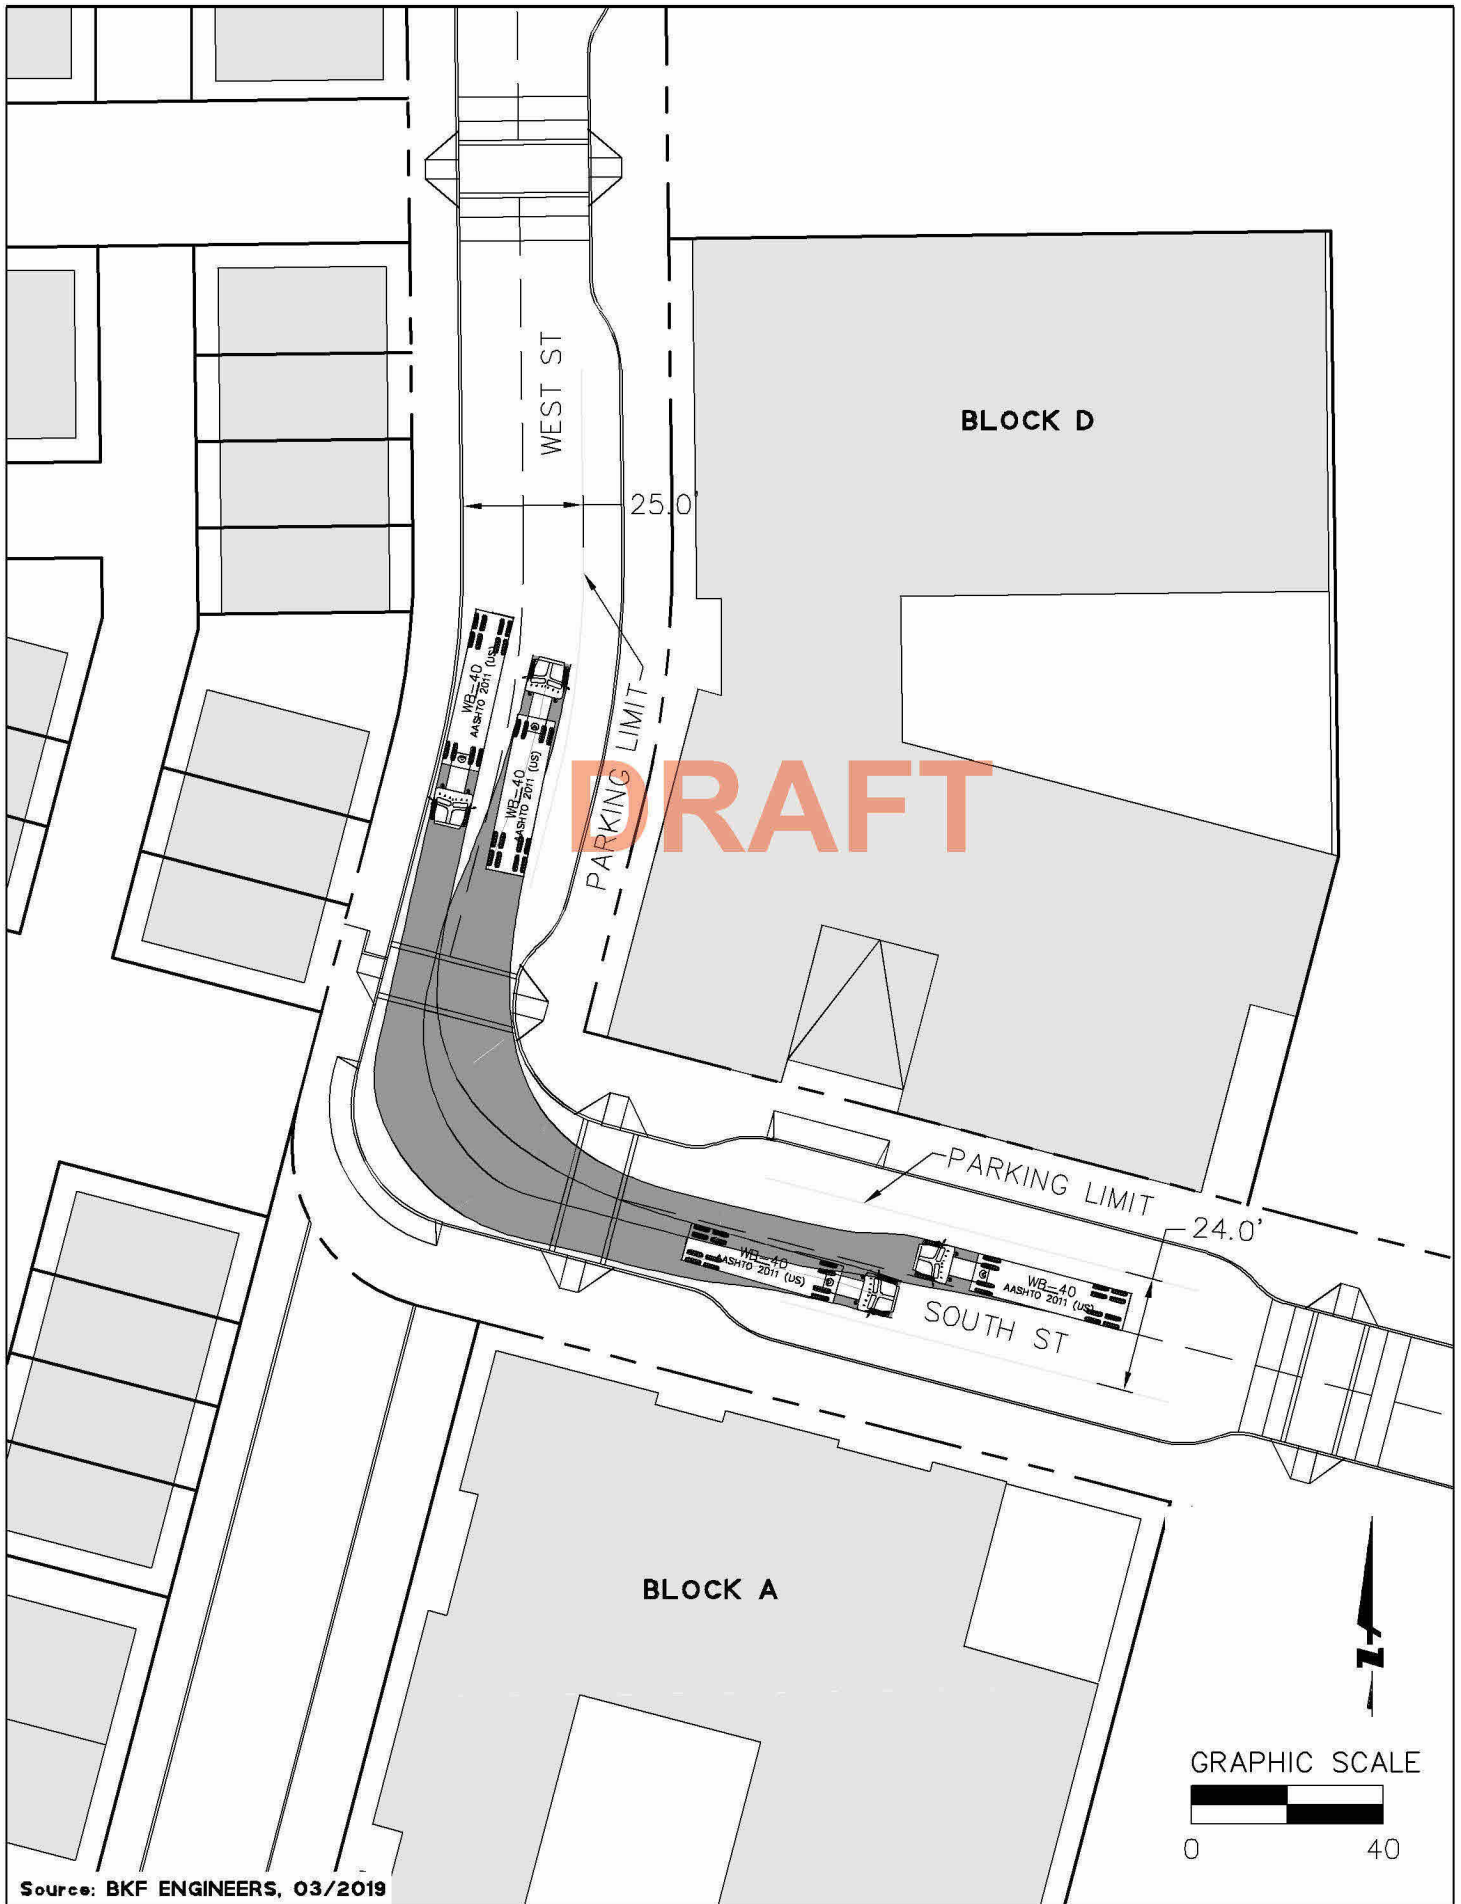 WEST ST
BLOCK D
25.0'
WB-40
AASHTO 2011 (US)
WB-40
AASHTO 2011 (US)
PARKING LIMIT
DRAFT
PARKING LIMIT
24.0'
WB-40
AASHTO 2011 (US)
WB-40
AASHTO 2011 (US)
SOUTH ST
BLOCK A
GRAPHIC SCALE
0 40
Source: BKF ENGINEERS, 03/2019